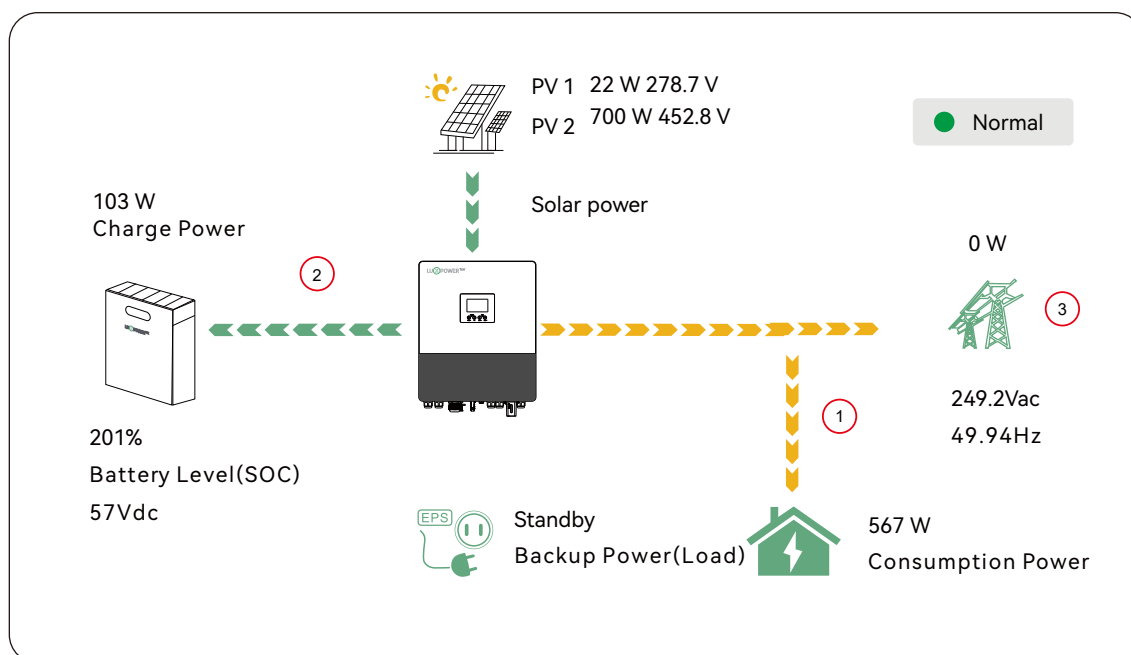 PV 1 22 W 278.7 V
PV 2 700 W 452.8 V
Normal
Solar power
103 W
Charge Power
0 W
2
LUXPOWER
3
1
249.2Vac
49.94Hz
201%
Battery Level(SOC)
57Vdc
EPS
Standby
Backup Power(Load)
567 W
Consumption Power